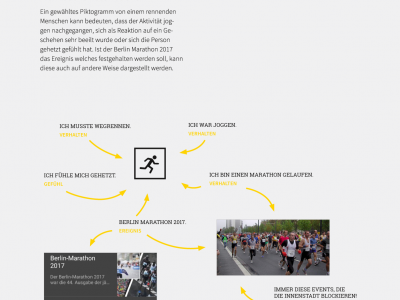 Ein gewähltes Piktogramm von einem rennenden
Menschen kann bedeuten, dass der Aktivität jog-
gen nachgegangen, sich als Reaktion auf ein Ge-
schehen sehr beeilt wurde oder sich die Person
gehetzt gefühlt hat. Ist der Berlin Marathon 2017
das Ereignis welches festgehalten werden soll, kann
diese auch auf andere Weise dargestellt werden.
ICH MUSSTE WEGRENNEN.
VERHALTEN
ICH WAR JOGGEN.
VERHALTEN
ICH FÜHLE MICH GEHETZT.
GEFÜHL
ICH BIN EINEN MARATHON GELAUFEN.
VERHALTEN
BERLIN MARATHON 2017.
EREIGNIS
Berlin-Marathon
2017
Der Berlin-Marathon 2017
war die 44. Ausgabe der jä...
IMMER DIESE EVENTS, DIE
DIE INNENSTADT BLOCKIEREN!